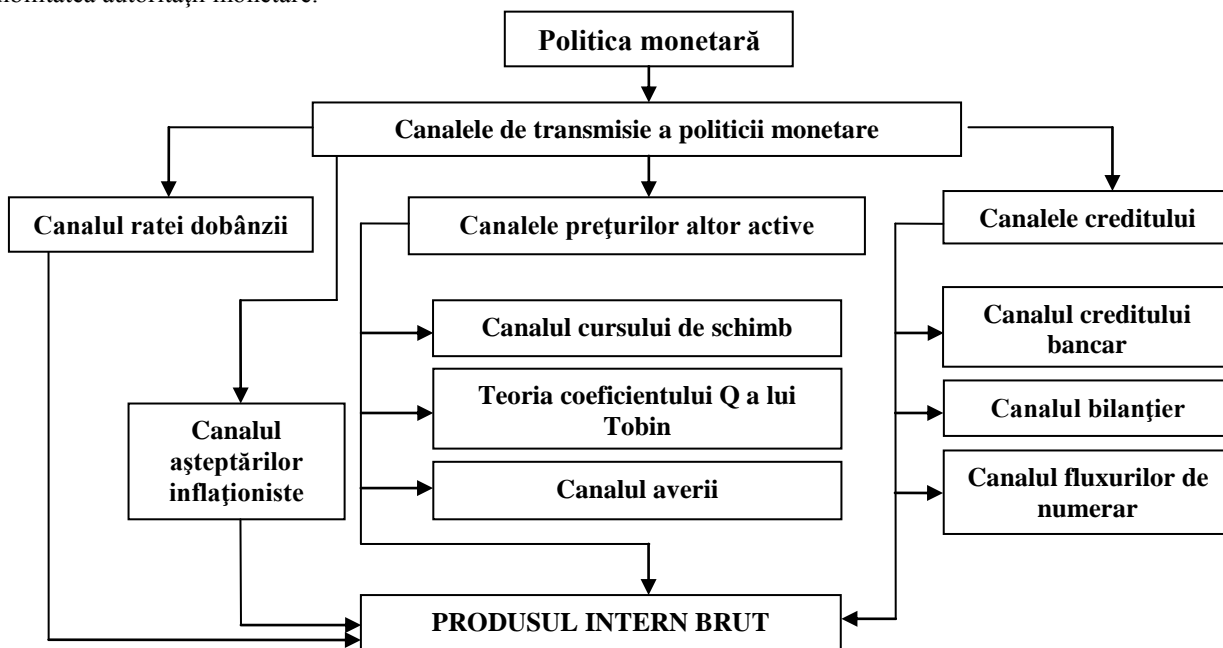 autorităţii monetare.
Politica monetară
Canalele de transmisie a politicii monetare
Canalul ratei dobânzii
Canalele preţurilor altor active
Canalele creditului
Canalul cursului de schimb
Canalul creditului
bancar
Teoria coeficientului Q a lui
Tobin
Canalul bilanţier
Canalul
aşteptărilor
inflaţioniste
Canalul averii
Canalul fluxurilor de
numerar
PRODUSUL INTERN BRUT